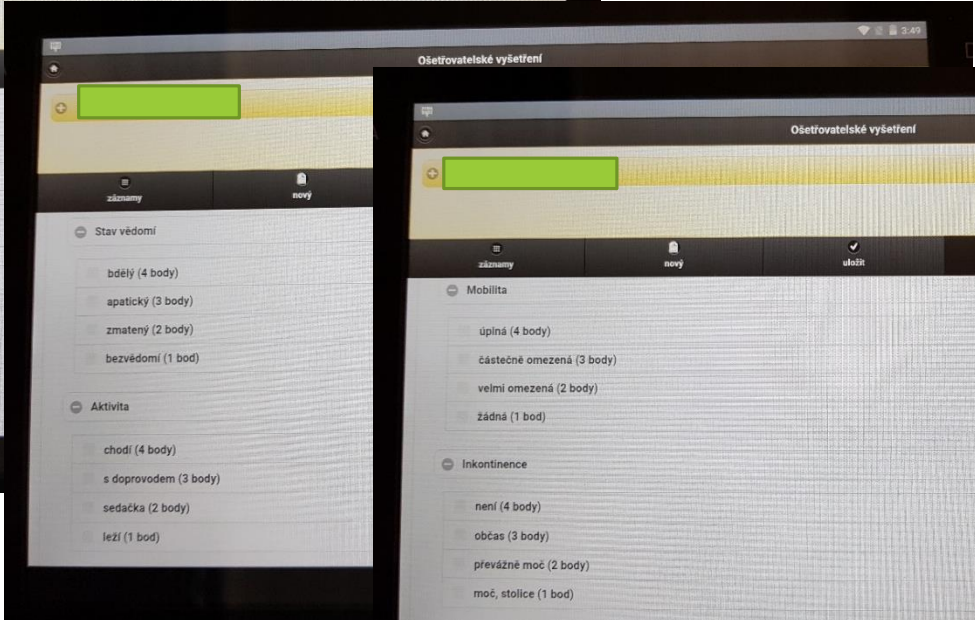 3:49
Ošetřovatelské vyšetření
záznamy
nový
Stav vědomí
bdělý (4 body)
apatický (3 body)
zmatený (2 body)
bezvědomí (1 bod)
Aktivita
chodí (4 body)
s doprovodem (3 body)
sedačka (2 body)
leží (1 bod)
Ošetřovatelské vyšetření
záznamy
nový
uložit
Mobilita
úplná (4 body)
částečně omezená (3 body)
velmi omezená (2 body)
žádná (1 bod)
Inkontinence
není (4 body)
občas (3 body)
převážně moč (2 body)
moč, stolice (1 bod)